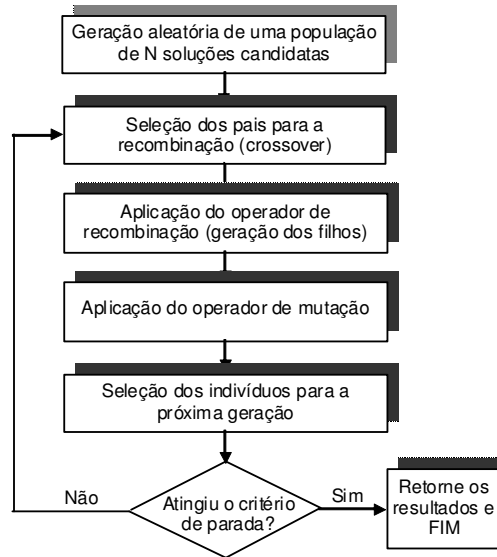 Geração aleatória de uma população
de N soluções candidatas
Seleção dos pais para a
recombinação (crossover)
Aplicação do operador de
recombinação (geração dos filhos)
Aplicação do operador de mutação
Seleção dos indivíduos para a
próxima geração
Não
Atingiu o critério
de parada?
Sim
Retorne os
resultados e
FIM